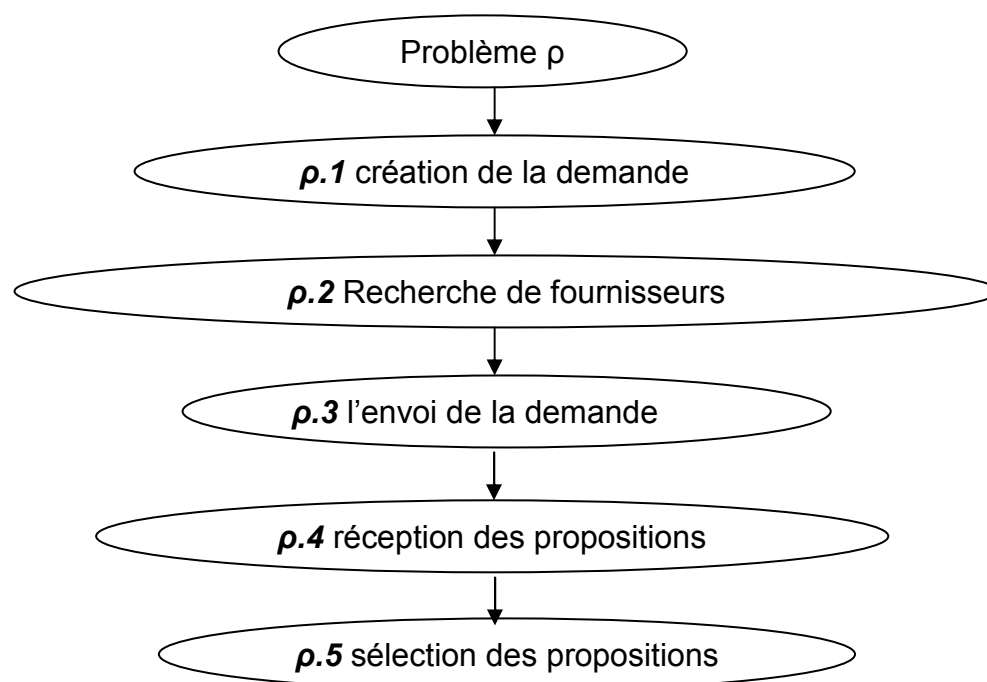 Problème ρ
ρ.1 création de la demande
ρ.2 Recherche de fournisseurs
ρ.3 l’envoi de la demande
ρ.4 réception des propositions
ρ.5 sélection des propositions